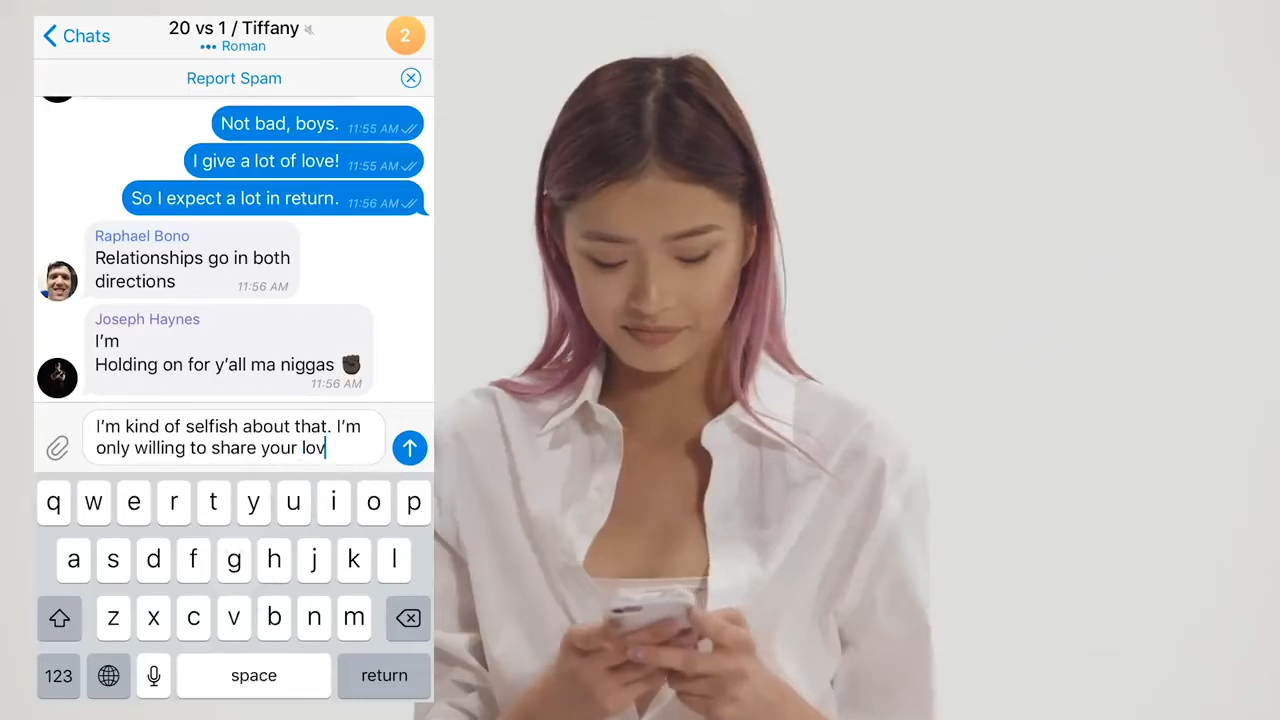 Chats
20 vs 1 / Tiffany
Roman
2
Report Spam
Not bad, boys. 11:55 AM
I give a lot of love! 11:55 AM
So I expect a lot in return. 11:56 AM
Raphael Bono
Relationships go in both
directions 11:56 AM
Joseph Haynes
I'm
Holding on for y'all ma niggas ✊🏿
11:56 AM
I'm kind of selfish about that. I'm
only willing to share your lov
q w e r t y u i o p
a s d f g h j k l
z x c v b n m
123 space return